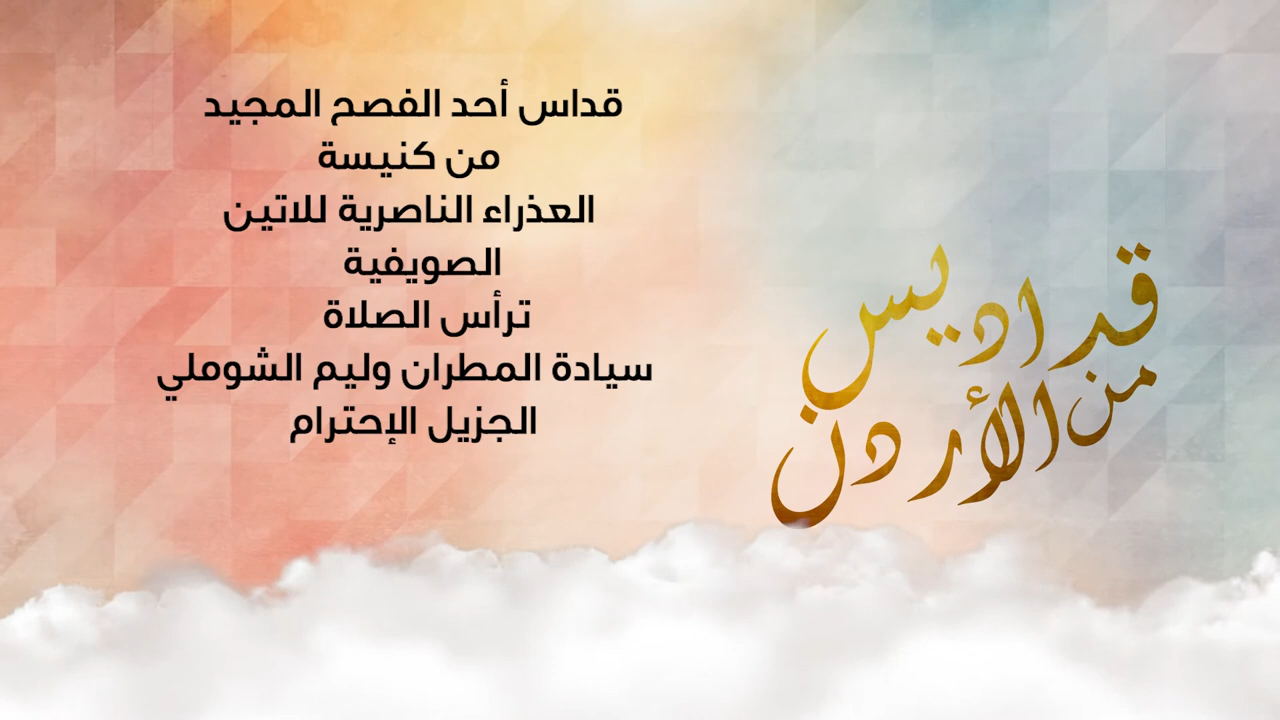 قداس أحد الفصح المجيد
من كنيسة
العذراء الناصرية للاتين
الصويفية
ترأس الصلاة
سيادة المطران وليم الشوملي
الجزيل الإحترام
قداديس
من الأردن